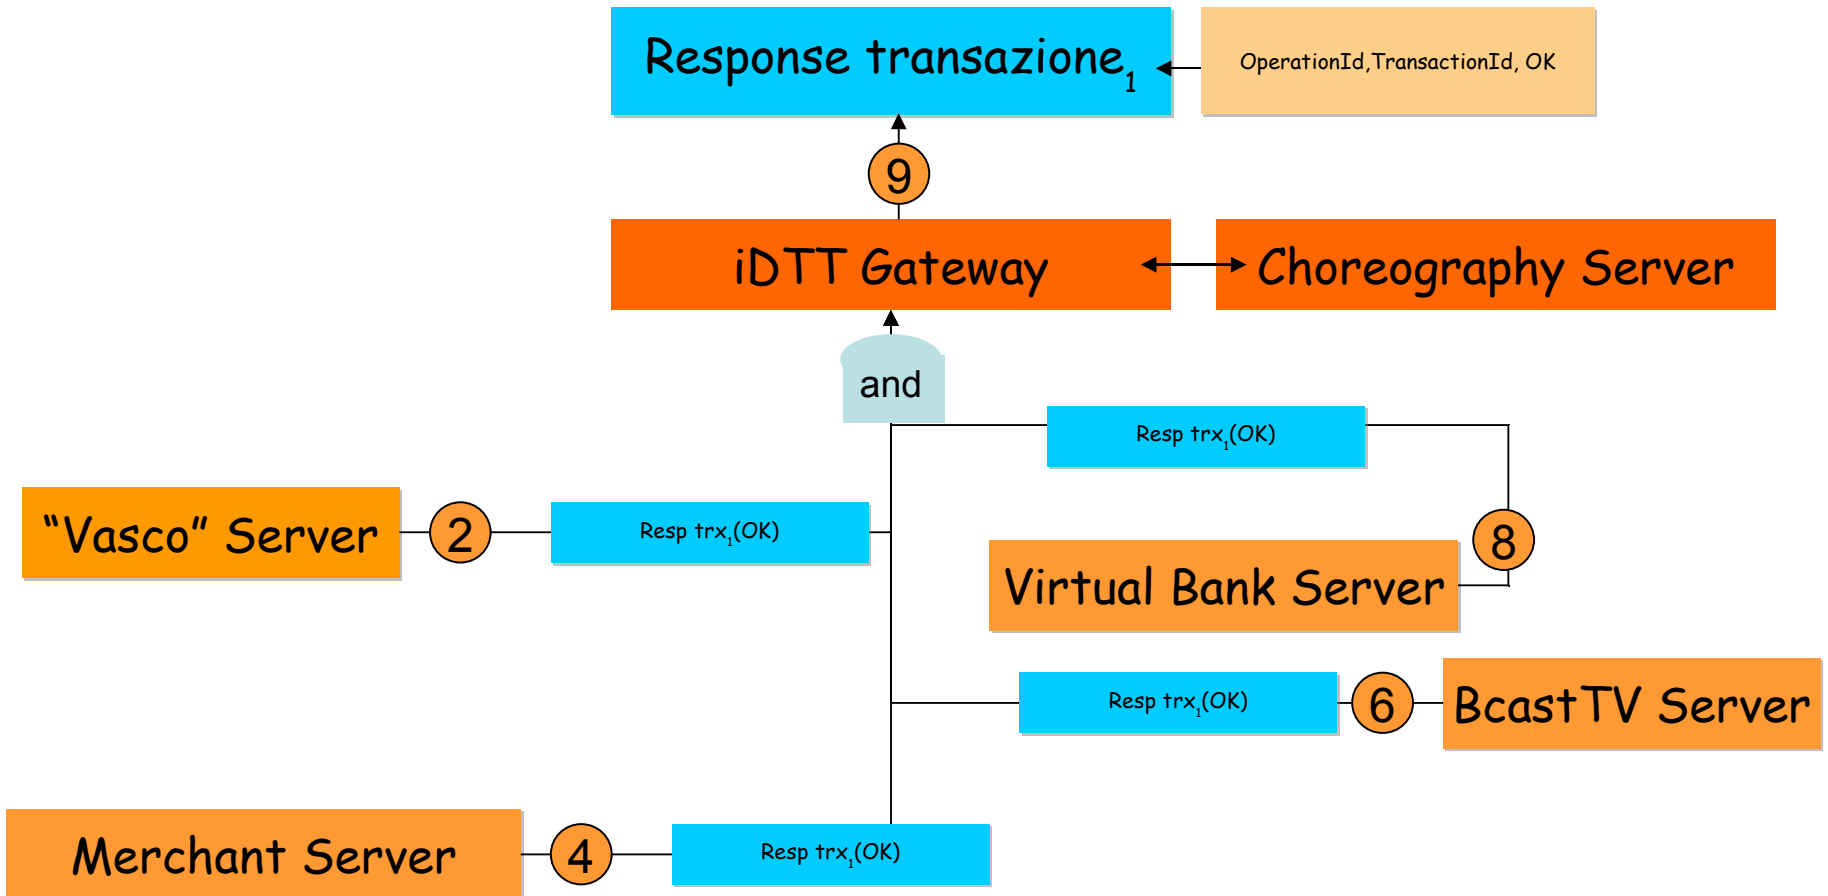 Response transazione₁
OperationId,TransactionId, OK
9
iDTT Gateway
Choreography Server
and
Resp trx₁(OK)
“Vasco” Server
2
Resp trx₁(OK)
8
Virtual Bank Server
Resp trx₁(OK)
6
BcastTV Server
Merchant Server
4
Resp trx₁(OK)